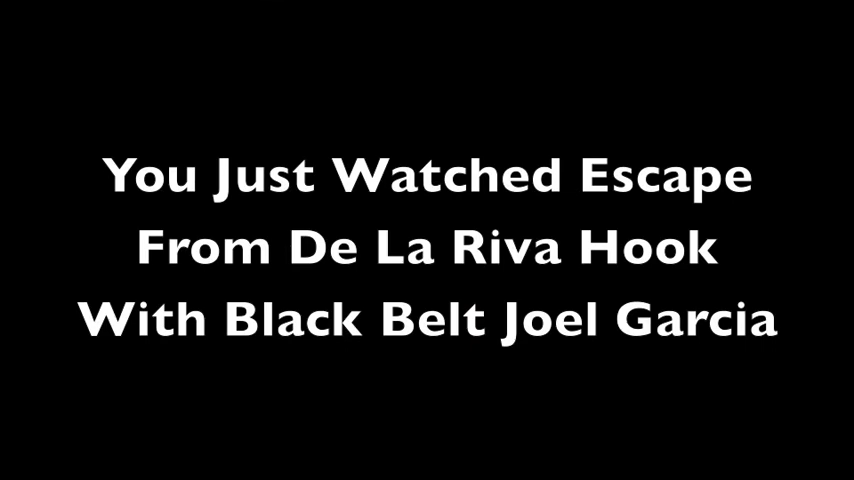 You Just Watched Escape
From De La Riva Hook
With Black Belt Joel Garcia